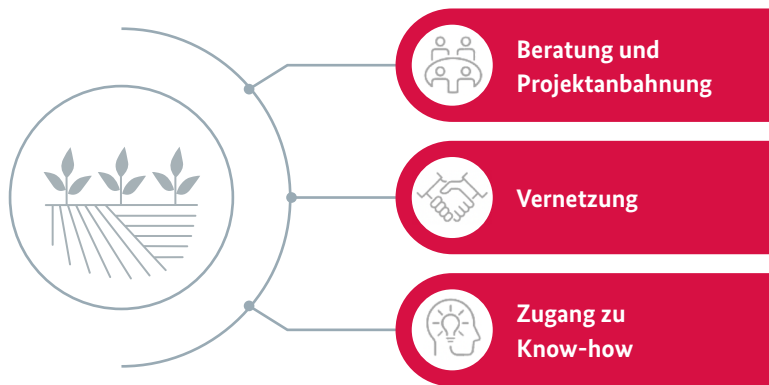 Beratung und
Projektanbahnung
Vernetzung
Zugang zu
Know-how